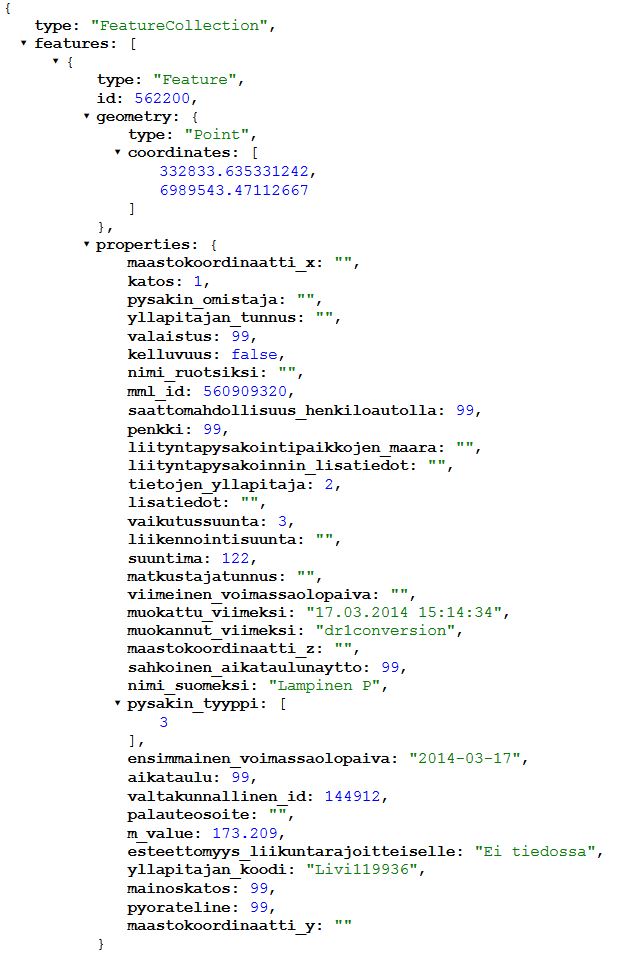 {
type: "FeatureCollection",
features: [
{
type: "Feature",
id: 562200,
geometry: {
type: "Point",
coordinates: [
332833.635331242,
6989543.47112667
]
},
properties: {
maastokoordinaatti_x: "",
katos: 1,
pysakin_omistaja: "",
yllapitajan_tunnus: "",
valaistus: 99,
kelluvuus: false,
nimi_ruotsiksi: "",
mml_id: 560909320,
saattomahdollisuus_henkiloautolla: 99,
penkki: 99,
liityntapysakointipaikkojen_maara: "",
liityntapysakoinnin_lisatiedot: "",
tietojen_yllapitaja: 2,
lisatiedot: "",
vaikutussuunta: 3,
liikennointisuunta: "",
suuntima: 122,
matkustajatunnus: "",
viimeinen_voimassaolopaiva: "",
muokattu_viimeksi: "17.03.2014 15:14:34",
muokannut_viimeksi: "dr1conversion",
maastokoordinaatti_z: "",
sahkoinen_aikataulunaytto: 99,
nimi_suomeksi: "Lampinen P",
pysakin_tyyppi: [
3
],
ensimmainen_voimassaolopaiva: "2014-03-17",
aikataulu: 99,
valtakunnallinen_id: 144912,
palauteosoite: "",
m_value: 173.209,
esteettomyys_liikuntarajoitteiselle: "Ei tiedossa",
yllapitajan_koodi: "Livi119936",
mainoskatos: 99,
pyorateline: 99,
maastokoordinaatti_y: ""
}